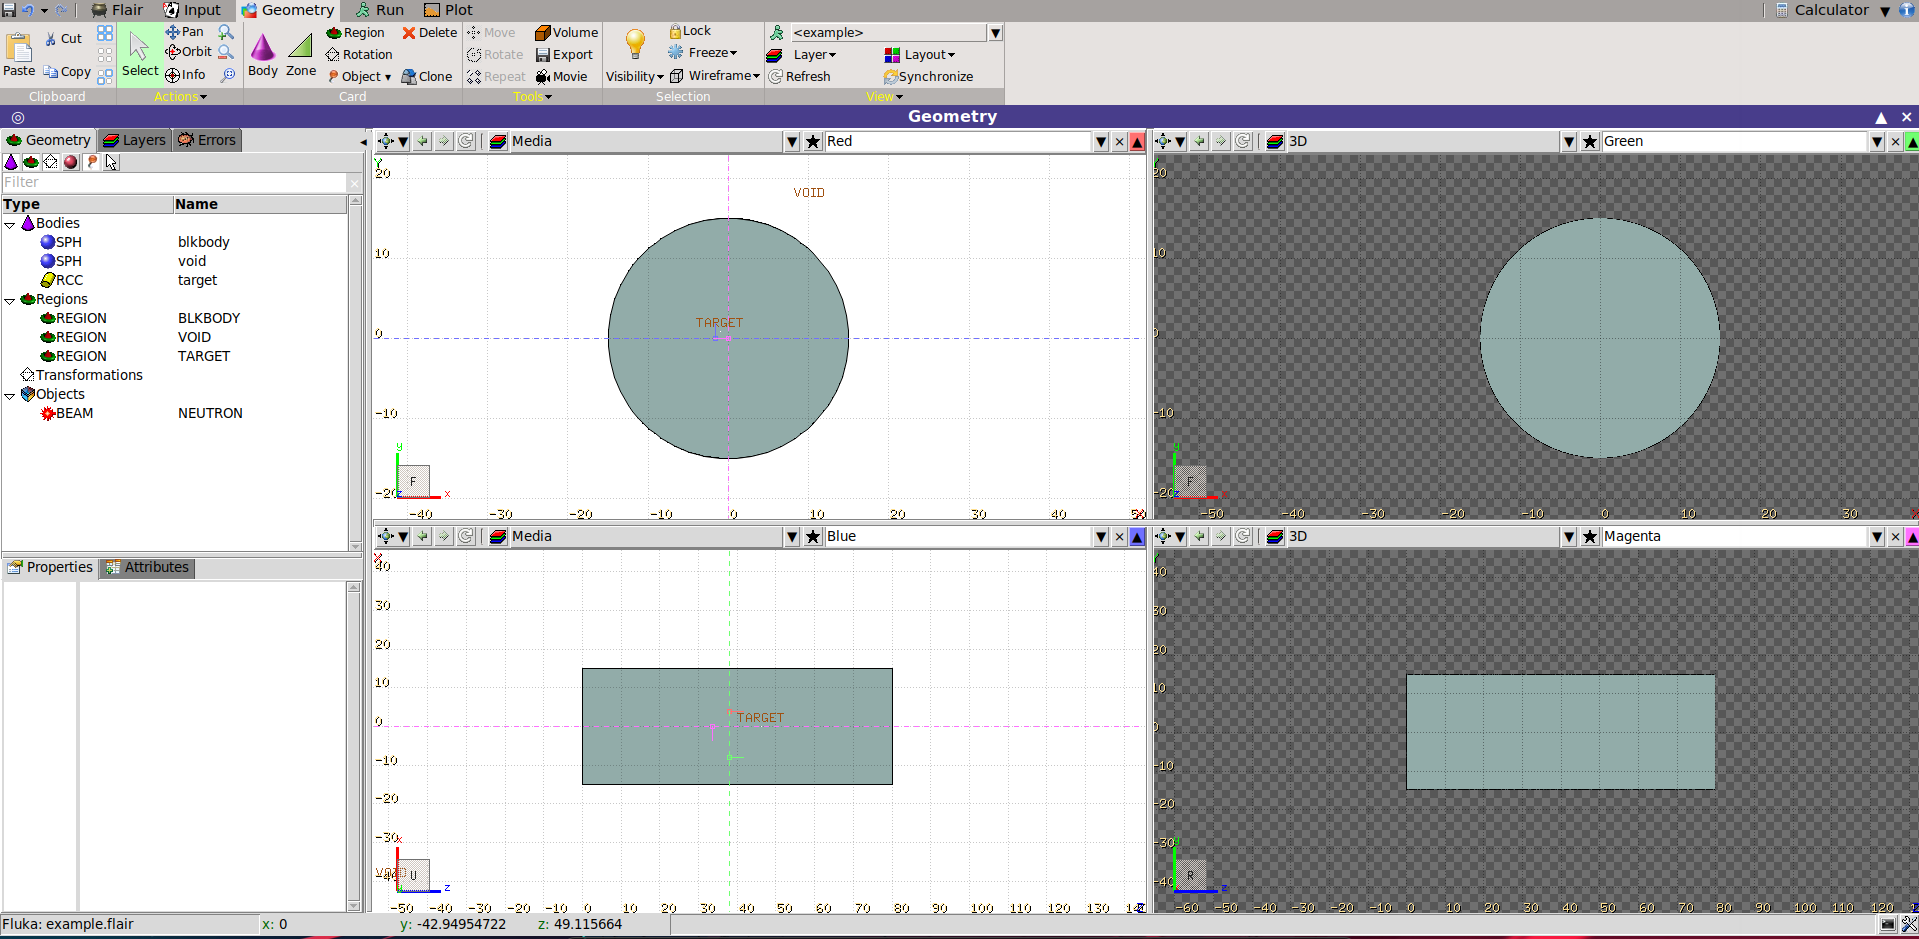 Flair Input Geometry Run Plot Calculator
Paste Cut Copy
Clipboard
Select Pan Orbit Info
Actions
Body Zone Region Rotation Object Delete Clone
Card
Move Rotate Repeat Volume Export Movie
Tools
Visibility Lock Freeze Wireframe
Selection
<example>
Layer Layout
Refresh Synchronize
View
Geometry
Geometry Layers Errors
Filter
Type Name
Bodies
SPH blkbody
SPH void
RCC target
Regions
REGION BLKBODY
REGION VOID
REGION TARGET
Transformations
Objects
BEAM NEUTRON
Properties Attributes
Media Red
Y
20
VOID
10
TARGET
0
-10
y
F
-20
z x
-40 -30 -20 -10 0 10 20 30 40 50
3D Green
20
10
0
-10
y
F
-20
-50 -40 -30 -20 -10 0 10 20 30
Media Blue
X
40
30
20
10
TARGET
0
-10
-20
-30
x
VOID
U
z
-50 -40 -30 -20 -10 0 10 20 30 40 50 60 70 80 90 100 110 120 130
3D Magenta
40
30
20
10
0
-10
-20
-30
y
-40
R
z
-60 -50 -40 -30 -20 -10 0 10 20 30 40 50 60 70 80 90 100 110 120
Fluka: example.flair x: 0 y: -42.94954722 z: 49.115664